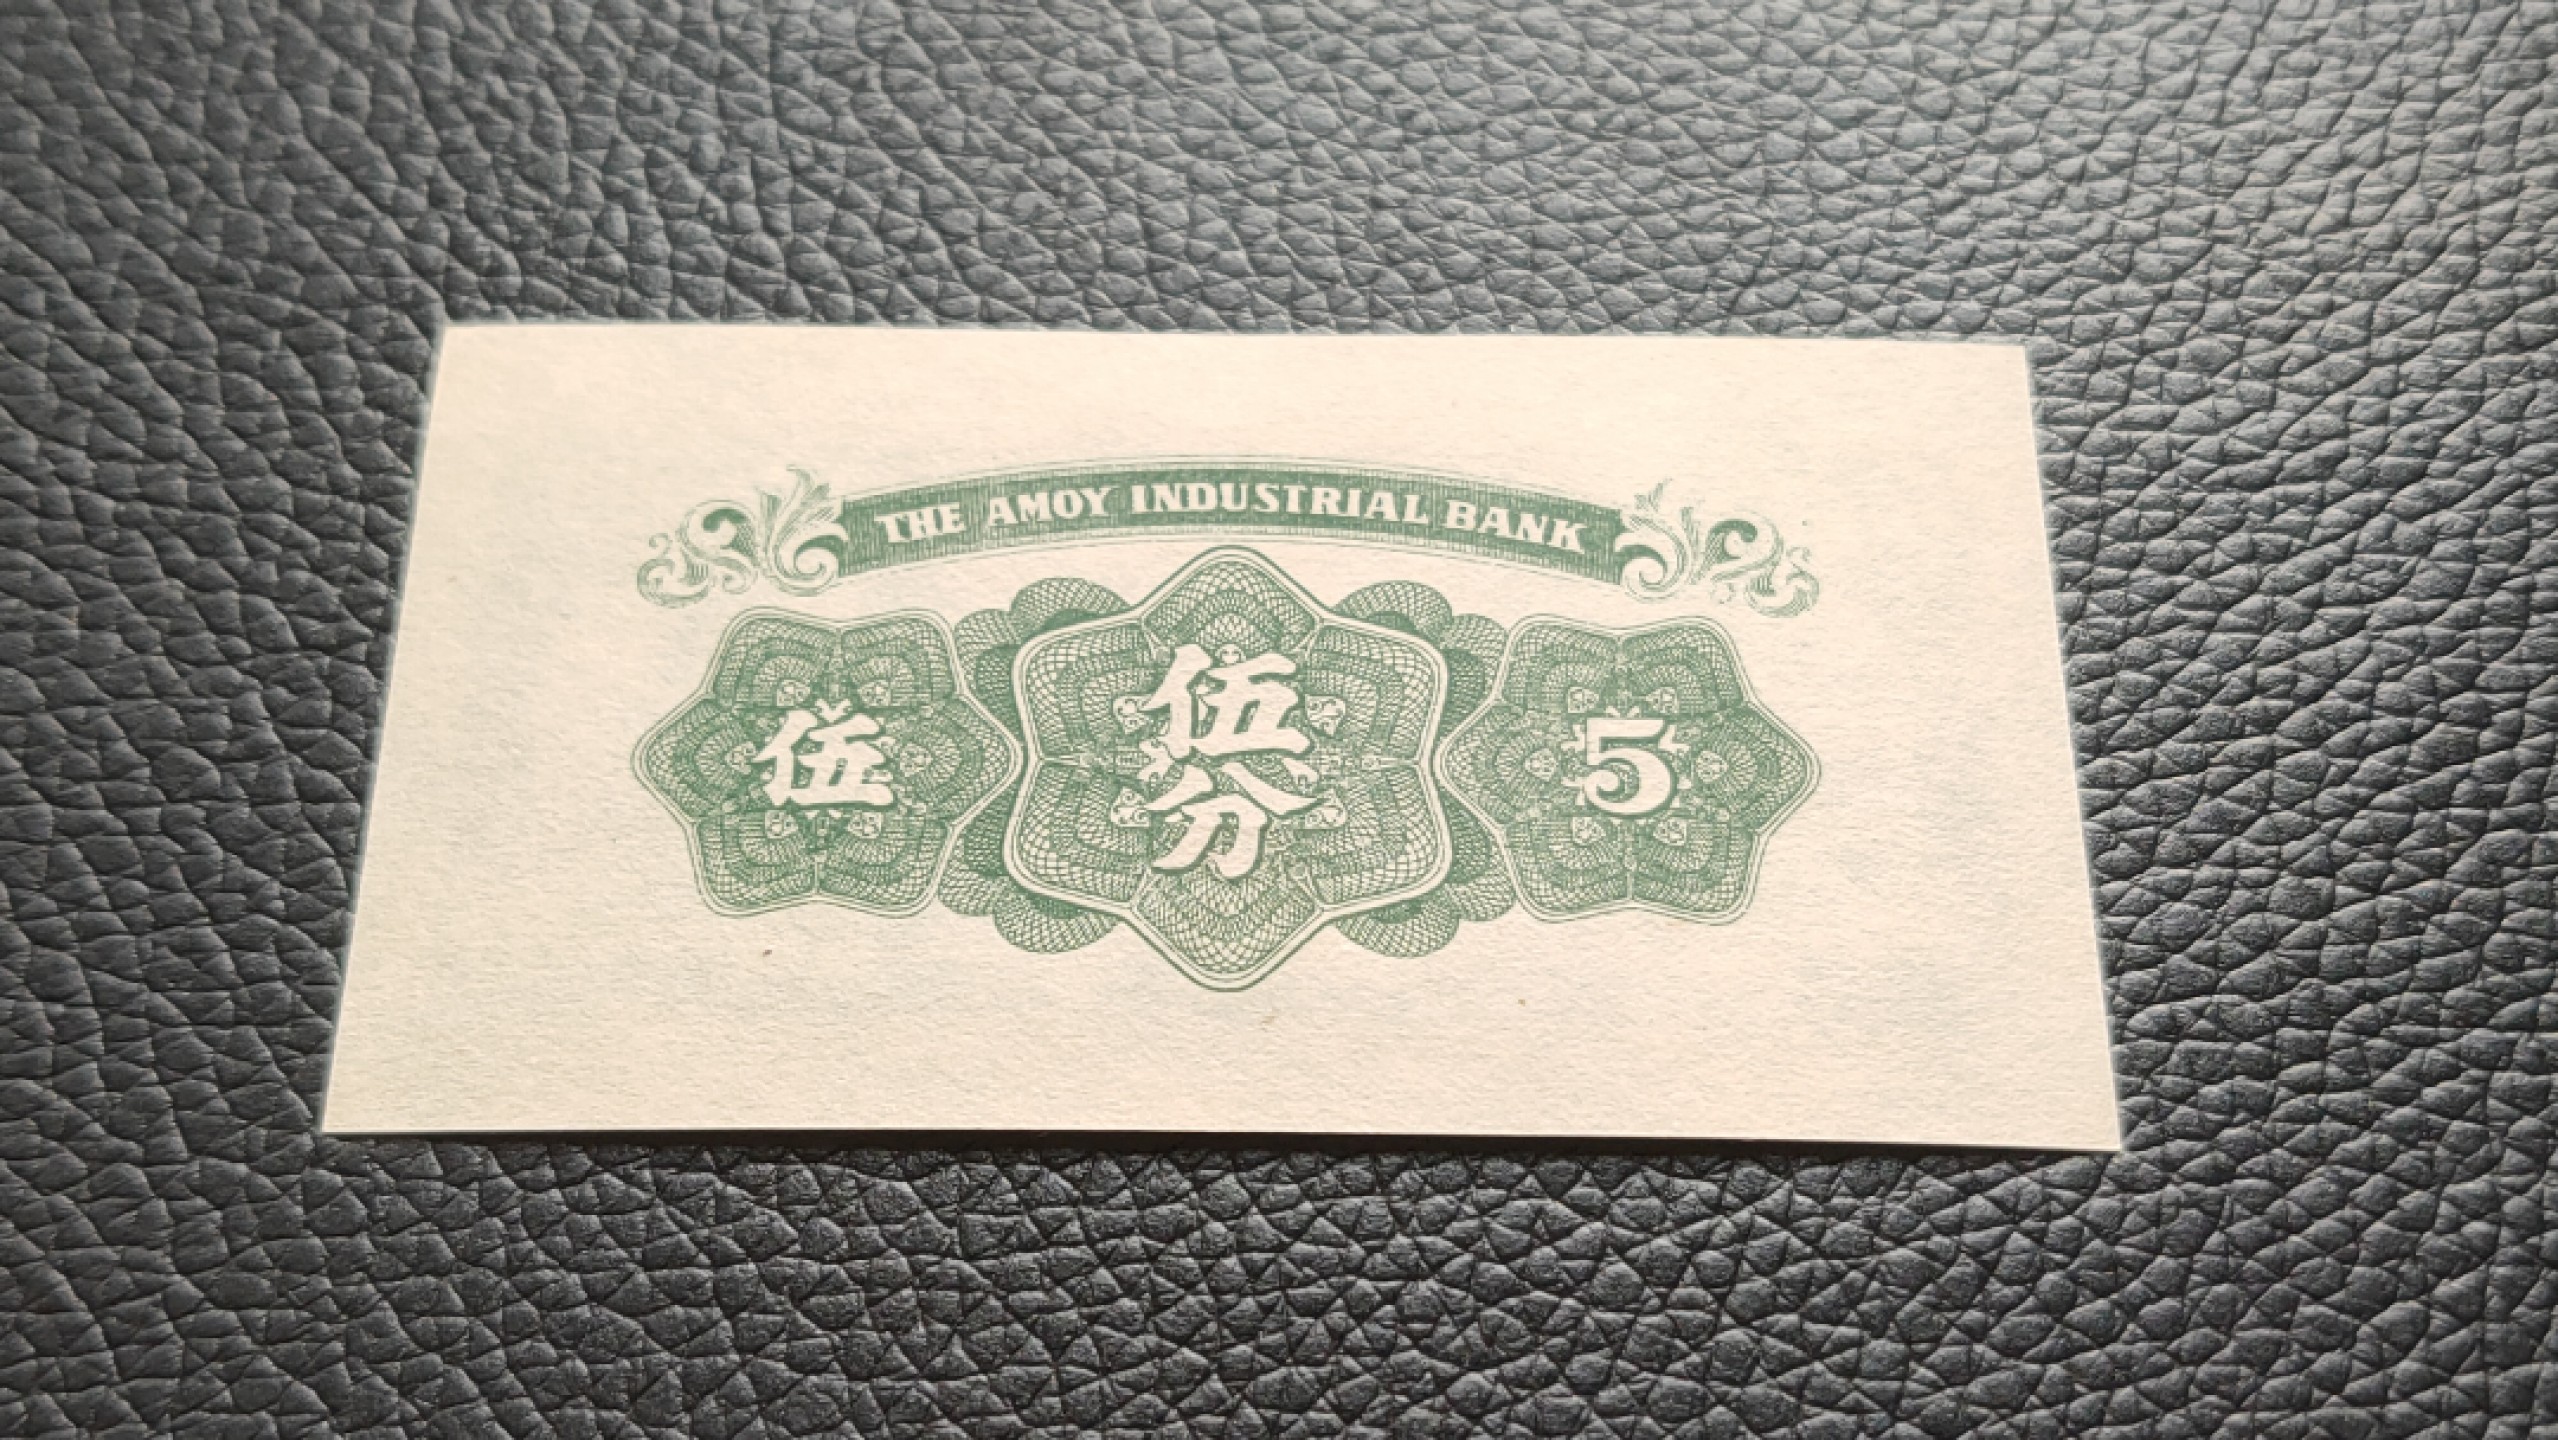 THE AMOY INDUSTRIAL BANK
伍
伍
分
5